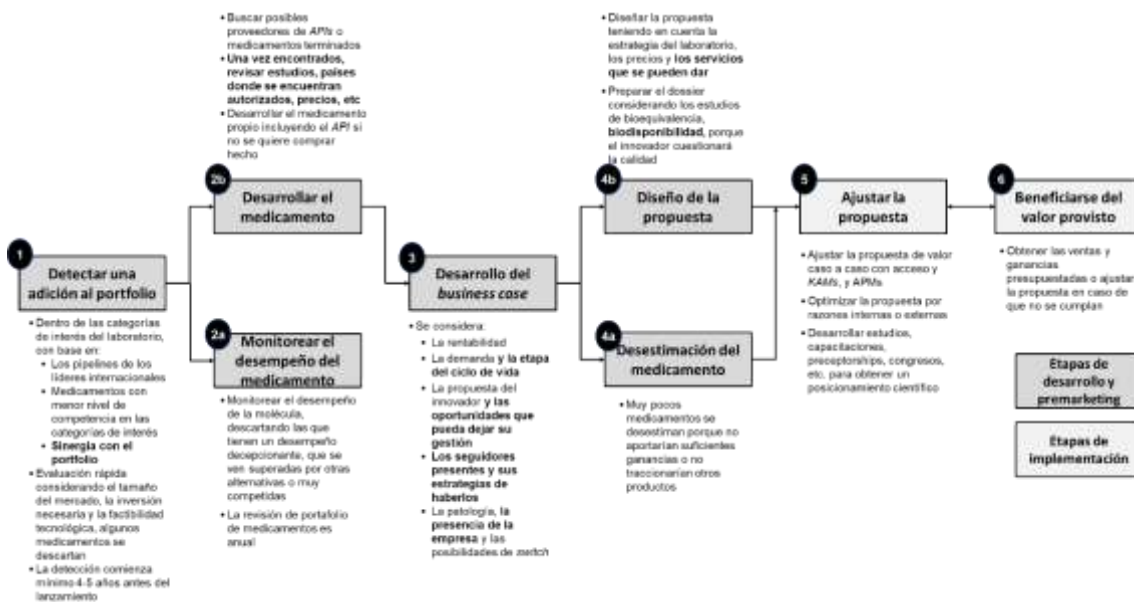 1
Detectar una
adición al portfolio
• Dentro de las categorías
de interés del laboratorio,
con base en:
• Los pipelines de los
líderes internacionales
• Medicamentos con
menor nivel de
competencia en las
categorías de interés
• Sinergia con el
portfolio
• Evaluación rápida
considerando el tamaño
del mercado, la inversión
necesaria y la factibilidad
tecnológica, algunos
medicamentos se
descartan
• La detección comienza
mínimo 4-5 años antes del
lanzamiento
• Buscar posibles
proveedores de APIs o
medicamentos terminados
• Una vez encontrados,
revisar estudios, países
donde se encuentran
autorizados, precios, etc
• Desarrollar el medicamento
propio incluyendo el API si
no se quiere comprar
hecho
2b
Desarrollar el
medicamento
2a
Monitorear el
desempeño del
medicamento
• Monitorear el desempeño
de la molécula,
descartando las que
tienen un desempeño
decepcionante, que se
ven superadas por otras
alternativas o muy
competidas
• La revisión de portafolio
de medicamentos es
anual
3
Desarrollo del
business case
• Se considera:
• La rentabilidad
• La demanda y la etapa
del ciclo de vida
• La propuesta del
innovador y las
oportunidades que
pueda dejar su
gestión
• Los seguidores
presentes y sus
estrategias de
haberlos
• La patología, la
presencia de la
empresa y las
posibilidades de switch
• Diseñar la propuesta
teniendo en cuenta la
estrategia del laboratorio,
los precios y los servicios
que se pueden dar
• Preparar el dossier
considerando los estudios
de bioequivalencia,
biodisponibilidad, porque
el innovador cuestionará
la calidad
4b
Diseño de la
propuesta
4a
Desestimación del
medicamento
• Muy pocos
medicamentos se
desestiman porque no
aportarían suficientes
ganancias o no
traccionarían otros
productos
5
Ajustar la
propuesta
• Ajustar la propuesta de valor
caso a caso con acceso y
KAMs, y APMs
• Optimizar la propuesta por
razones internas o externas
• Desarrollar estudios,
capacitaciones,
preceptorships, congresos,
etc. para obtener un
posicionamiento científico
6
Beneficiarse del
valor provisto
• Obtener las ventas y
ganancias
presupuestadas o ajustar
la propuesta en caso de
que no se cumplan
Etapas de
desarrollo y
premarketing
Etapas de
implementación